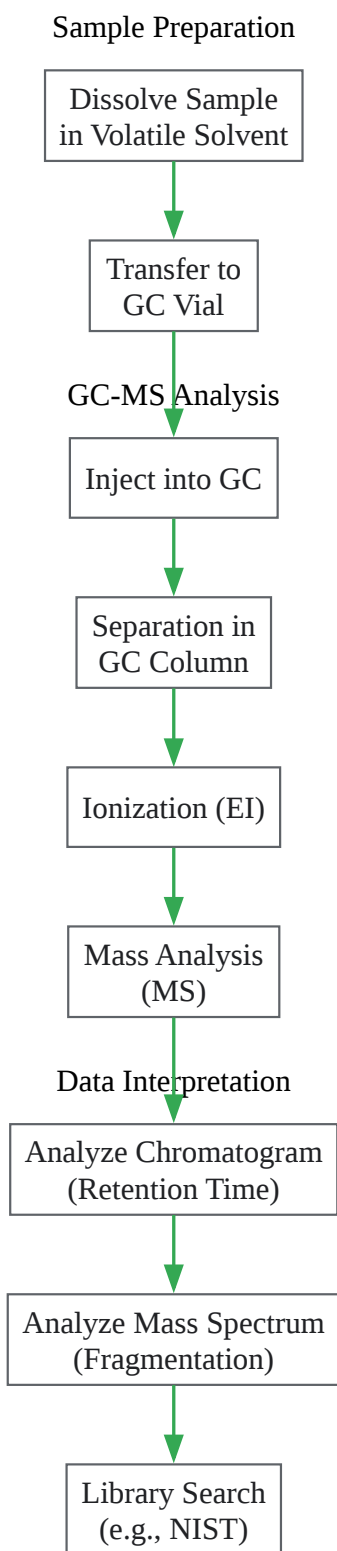 Sample Preparation
Dissolve Sample
in Volatile Solvent
Transfer to
GC Vial
GC-MS Analysis
Inject into GC
Separation in
GC Column
Ionization (EI)
Mass Analysis
(MS)
Data Interpretation
Analyze Chromatogram
(Retention Time)
Analyze Mass Spectrum
(Fragmentation)
Library Search
(e.g., NIST)